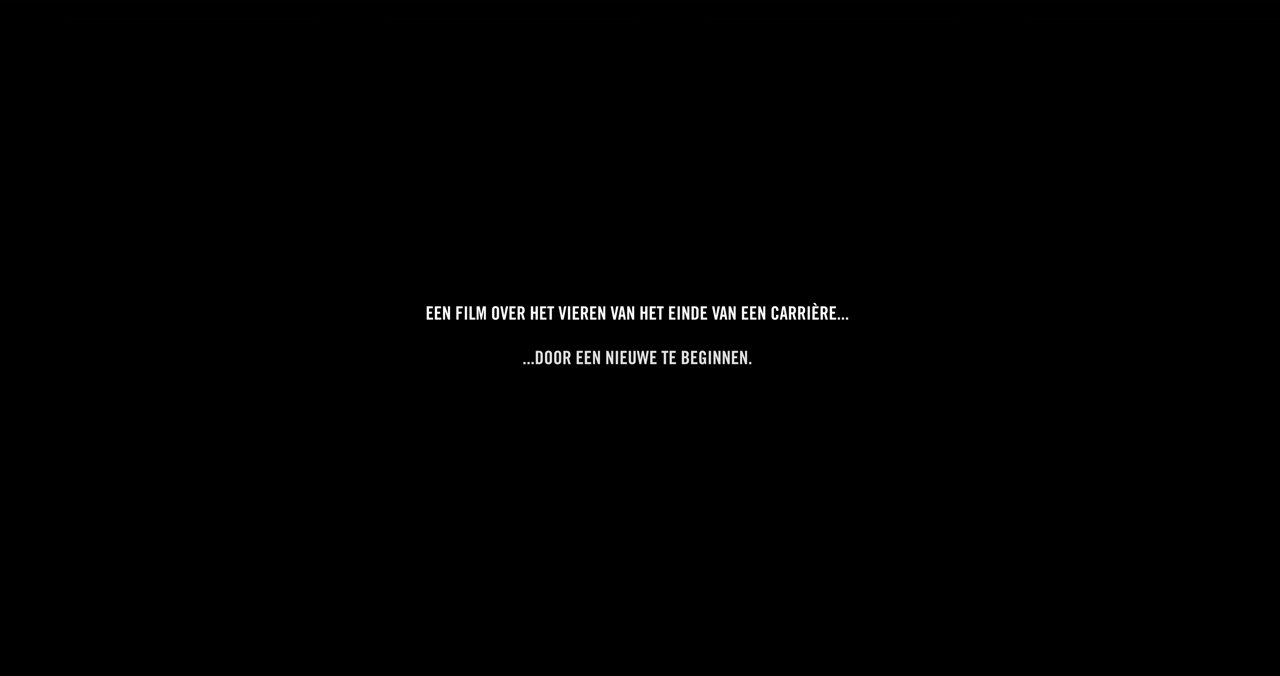 EEN FILM OVER HET VIEREN VAN HET EINDE VAN EEN CARRIÈRE...
...DOOR EEN NIEUWE TE BEGINNEN.